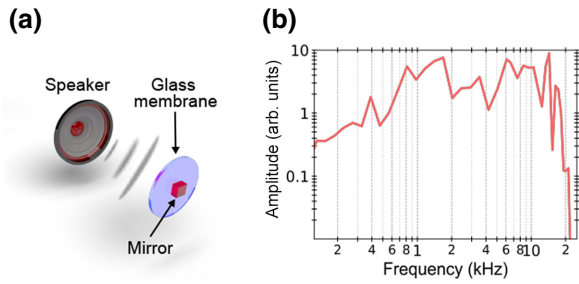 (a)
Speaker
Glass
membrane
Mirror
(b)
Amplitude (arb. units)
10
1
0.1
2 4 6 8 1 2 4 6 8 10 2
Frequency (kHz)